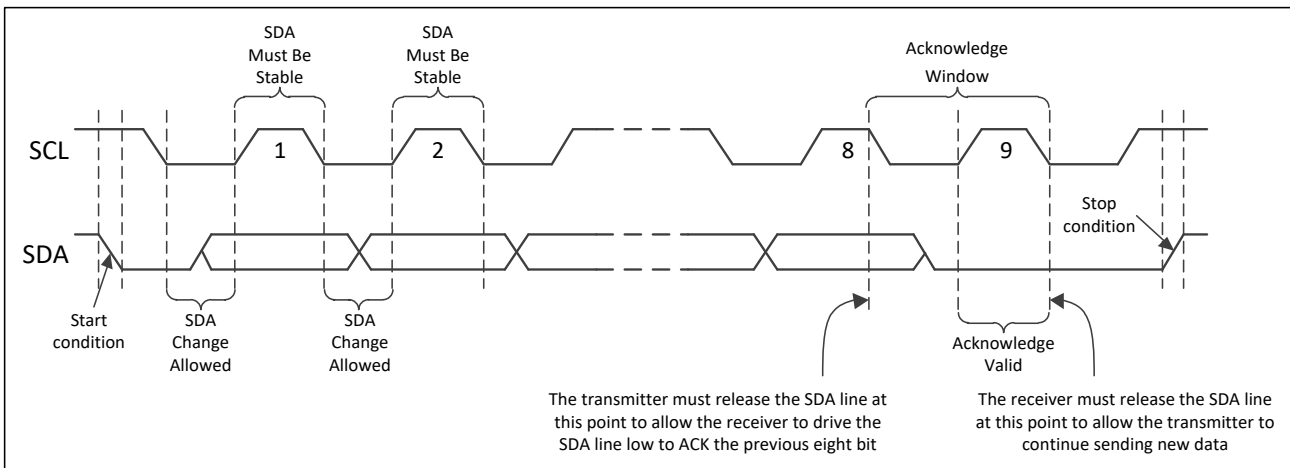 SDA
Must Be
Stable
SDA
Must Be
Stable
Acknowledge
Window
SCL
1
2
8
9
SDA
Stop
condition
Start
condition
SDA
Change
Allowed
SDA
Change
Allowed
Acknowledge
Valid
The transmitter must release the SDA line at
this point to allow the receiver to drive the
SDA line low to ACK the previous eight bit
The receiver must release the SDA line
at this point to allow the transmitter to
continue sending new data